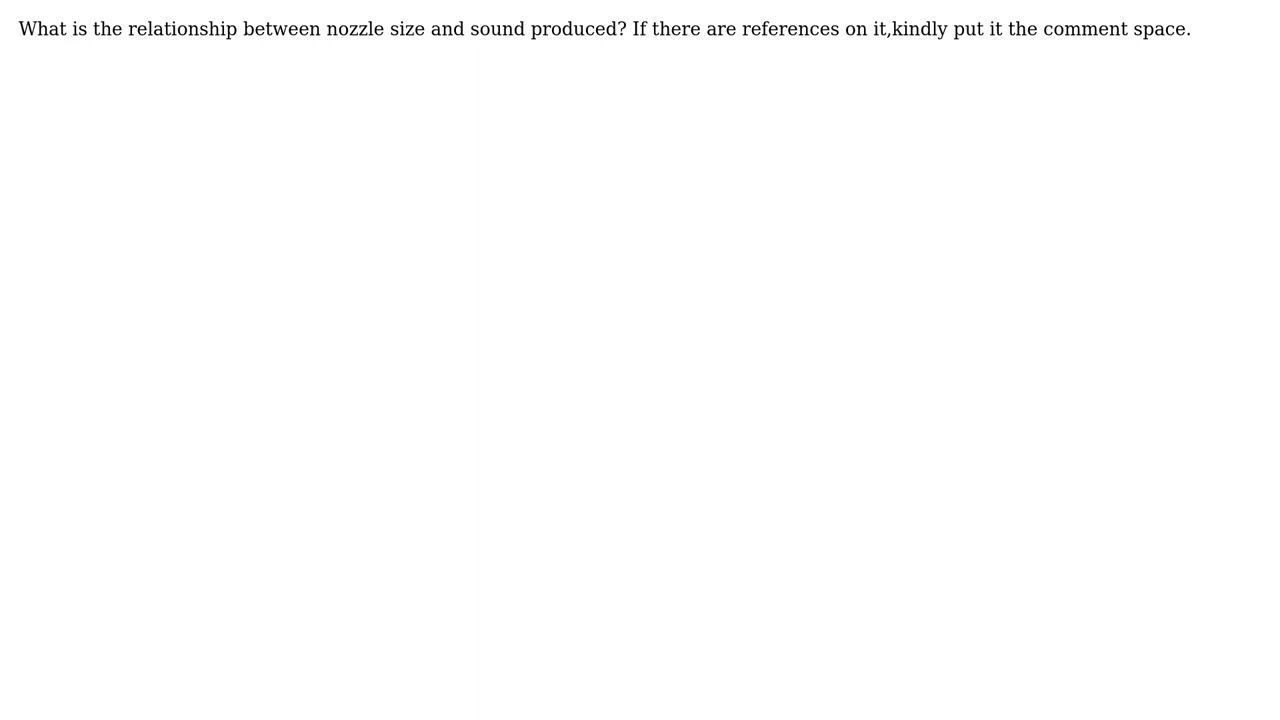 What is the relationship between nozzle size and sound produced? If there are references on it,kindly put it the comment space.